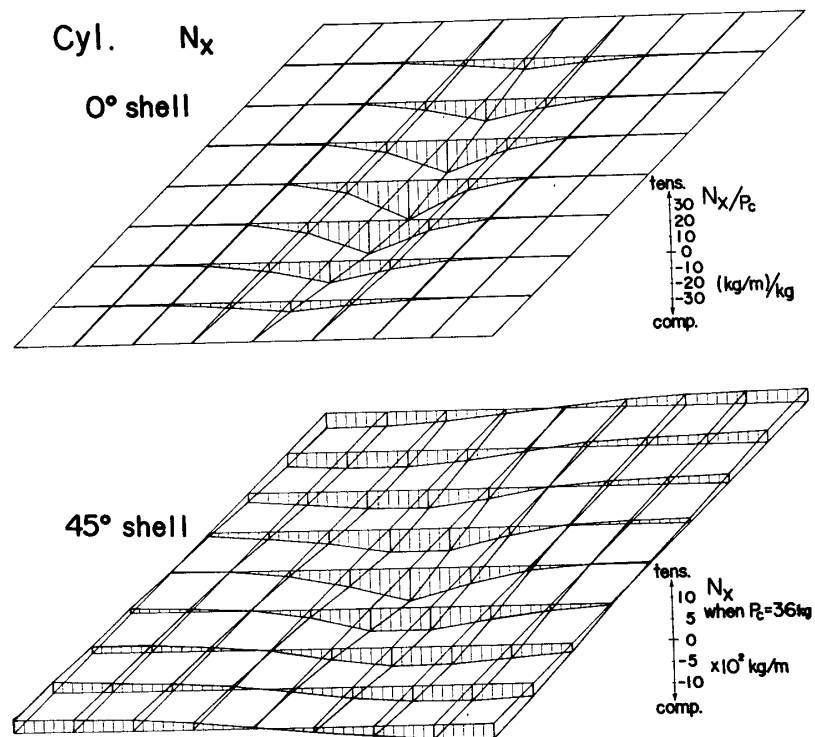 Cyl. Nx
0° shell
tens.
30 Nx/Pc
20
10
0
-10
-20 (kg/m)/kg
-30
comp.
45° shell
tens.
10 Nx
5 when Pc=36kg
0
-5 ×10² kg/m
-10
comp.